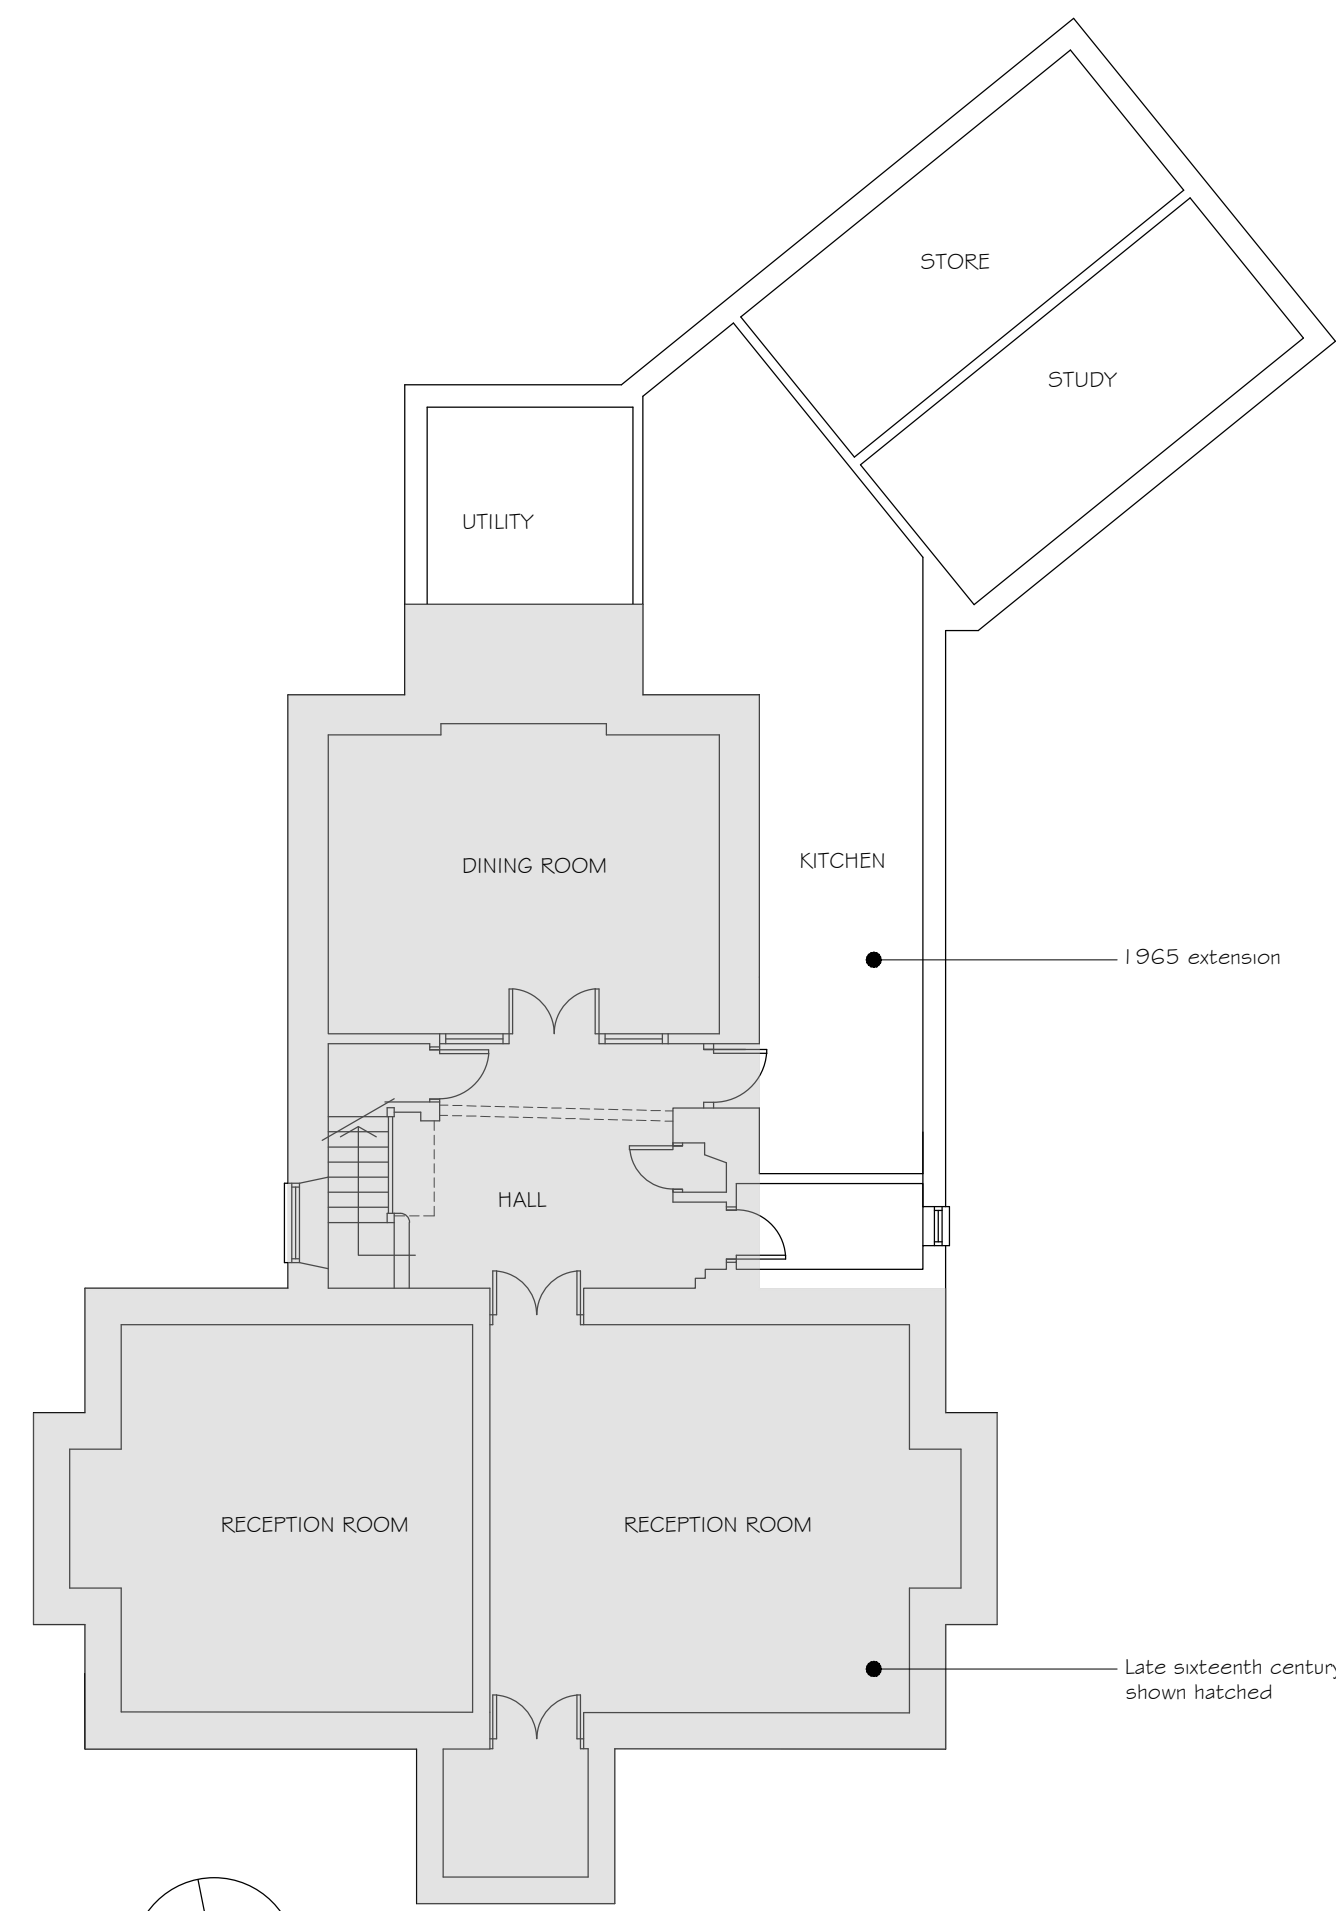 STORE
STUDY
UTILITY
DINING ROOM
KITCHEN
1965 extension
HALL
RECEPTION ROOM
RECEPTION ROOM
Late sixteenth century
shown hatched